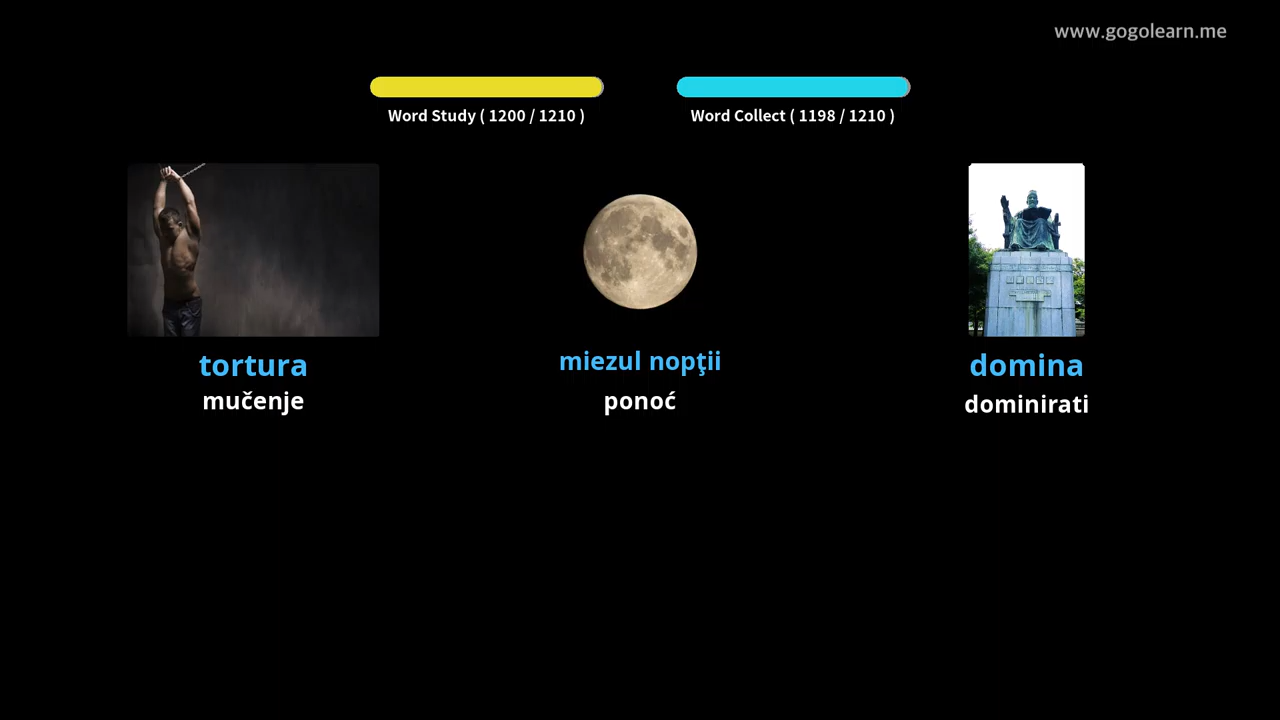 www.gogolearn.me
Word Study ( 1200 / 1210 )
Word Collect ( 1198 / 1210 )
tortura
mučenje
miezul nopţii
ponoć
domina
dominirati